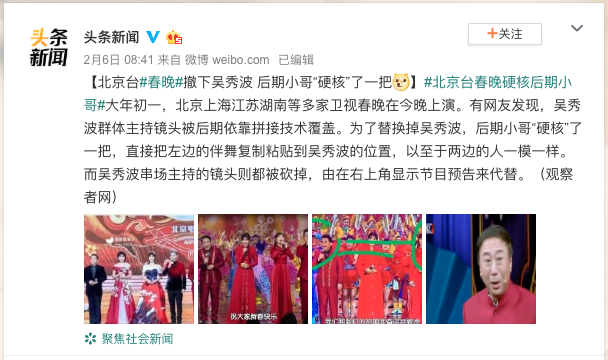 头条
新闻
头条新闻
2月6日 08:41 来自 微博 weibo.com 已编辑
+关注
【北京台#春晚#撤下吴秀波 后期小哥“硬核”了一把】#北京台春晚硬核后期小
哥#大年初一，北京上海江苏湖南等多家卫视春晚在今晚上演。有网友发现，吴秀
波群体主持镜头被后期依靠拼接技术覆盖。为了替换掉吴秀波，后期小哥“硬核”了
一把，直接把左边的伴舞复制粘贴到吴秀波的位置，以至于两边的人一模一样。
而吴秀波串场主持的镜头则都被砍掉，由在右上角显示节目预告来代替。（观察
者网）
北京电
祝大家新春快乐
聚焦社会新闻